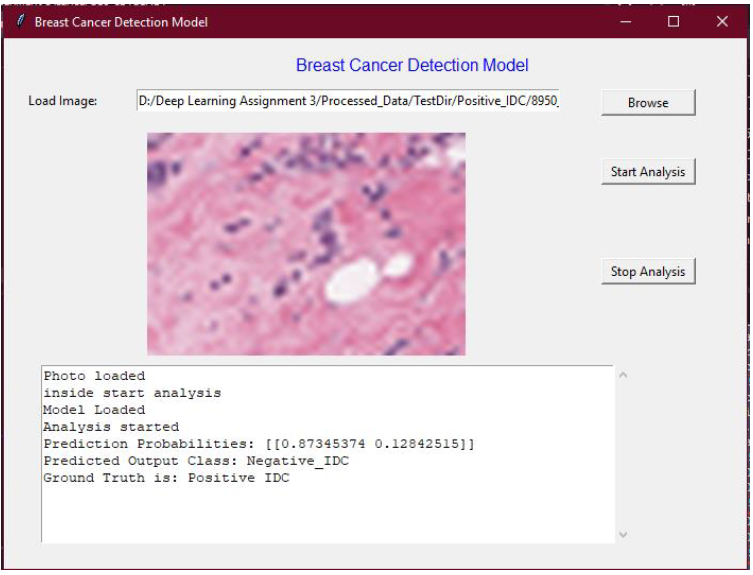 Breast Cancer Detection Model
Breast Cancer Detection Model
Load Image:
D:/Deep Learning Assignment 3/Processed_Data/TestDir/Positive_IDC/8950_
Browse
Start Analysis
Stop Analysis
Photo loaded
inside start analysis
Model Loaded
Analysis started
Prediction Probabilities: [[0.87345374 0.12842515]]
Predicted Output Class: Negative_IDC
Ground Truth is: Positive IDC